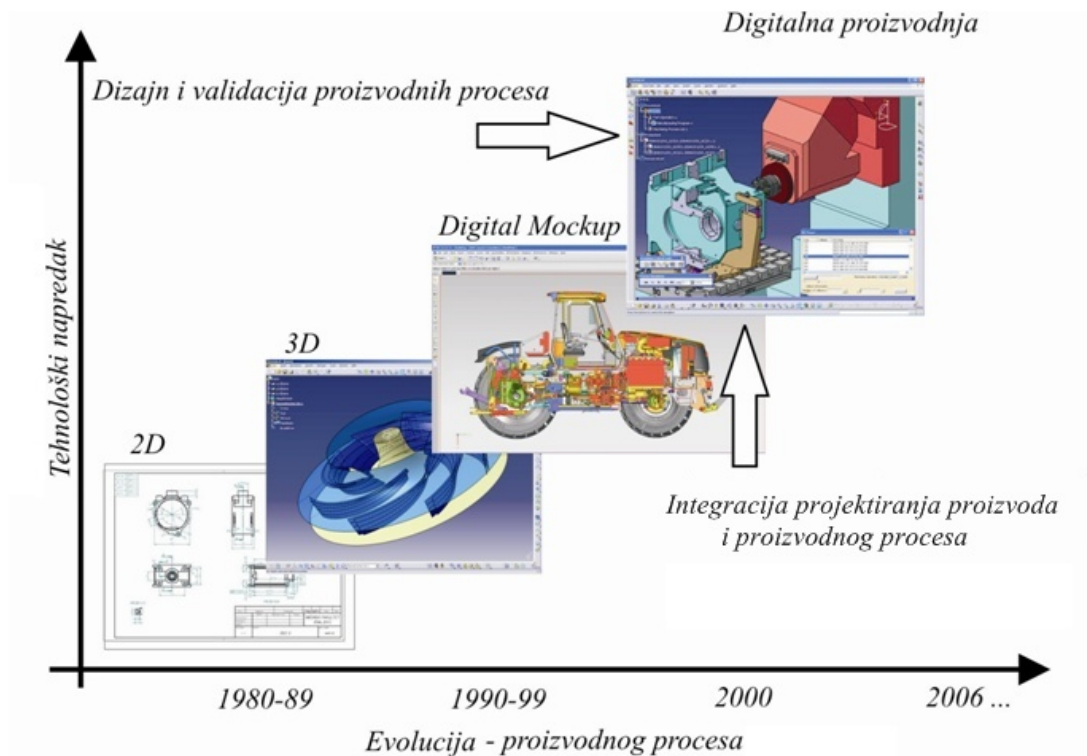 Digitalna proizvodnja
Dizajn i validacija proizvodnih procesa
Digital Mockup
3D
2D
Tehnološki napredak
Integracija projektiranja proizvoda
i proizvodnog procesa
1980-89
1990-99
2000
2006 ...
Evolucija - proizvodnog procesa